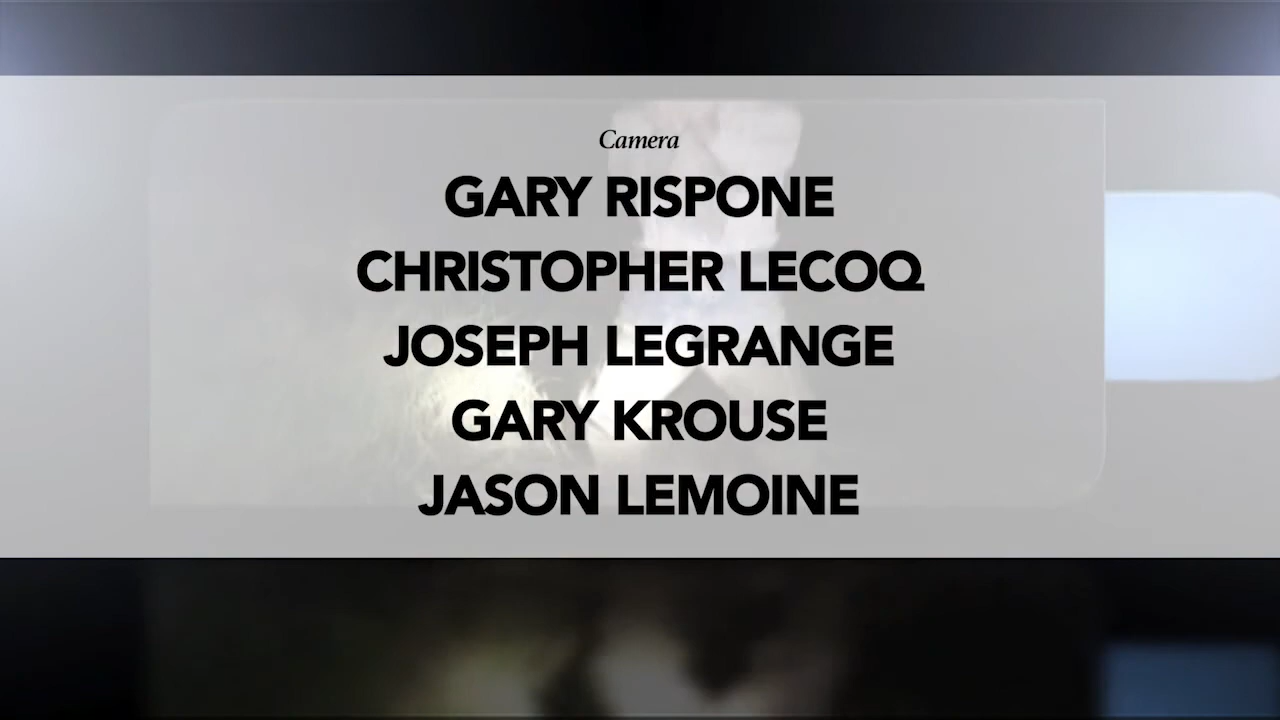 Camera
GARY RISPONE
CHRISTOPHER LECOQ
JOSEPH LEGRANGE
GARY KROUSE
JASON LEMOINE